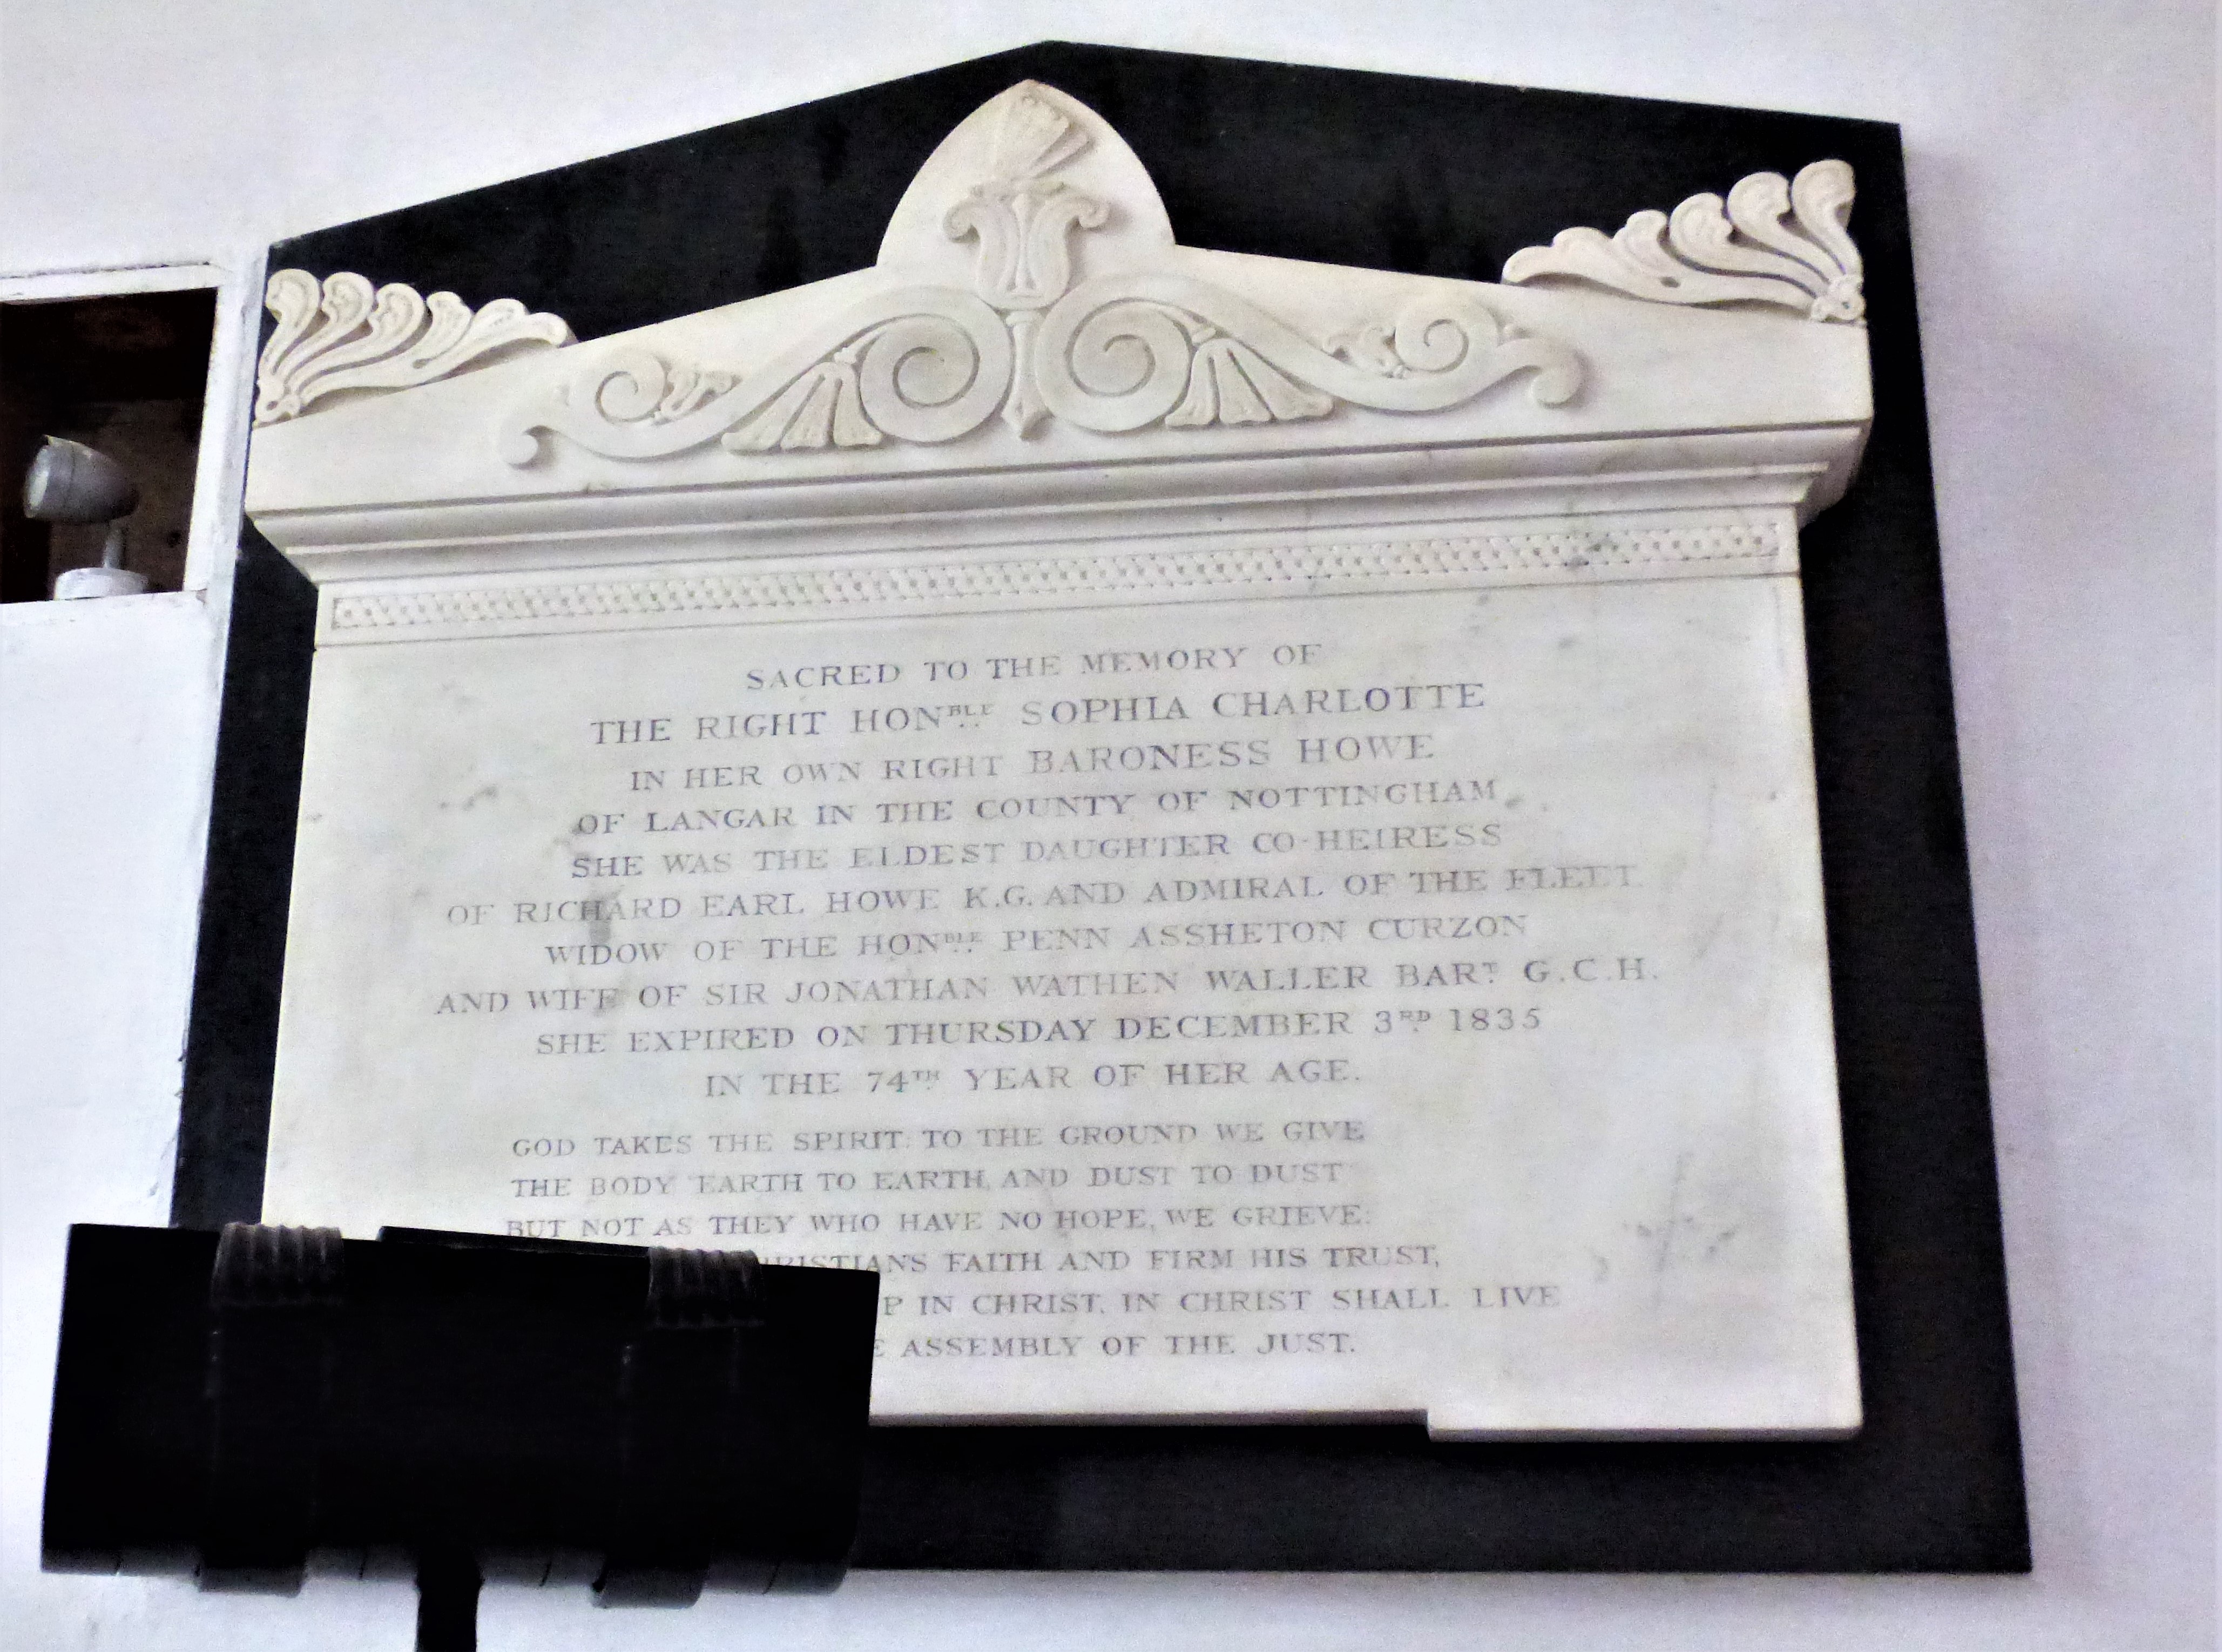 SACRED TO THE MEMORY OF
THE RIGHT HONBLE SOPHIA CHARLOTTE
IN HER OWN RIGHT BARONESS HOWE
OF LANGAR IN THE COUNTY OF NOTTINGHAM
SHE WAS THE ELDEST DAUGHTER CO-HEIRESS
OF RICHARD EARL HOWE K.G. AND ADMIRAL OF THE FLEET.
WIDOW OF THE HONBLE PENN ASSHETON CURZON
AND WIFE OF SIR JONATHAN WATHEN WALLER BART. G.C.H.
SHE EXPIRED ON THURSDAY DECEMBER 3RD 1835
IN THE 74TH YEAR OF HER AGE.
GOD TAKES THE SPIRIT: TO THE GROUND WE GIVE
THE BODY EARTH TO EARTH, AND DUST TO DUST
BUT NOT AS THEY WHO HAVE NO HOPE, WE GRIEVE:
FAITH AND FIRM HIS TRUST,
IN CHRIST, IN CHRIST SHALL LIVE
ASSEMBLY OF THE JUST.